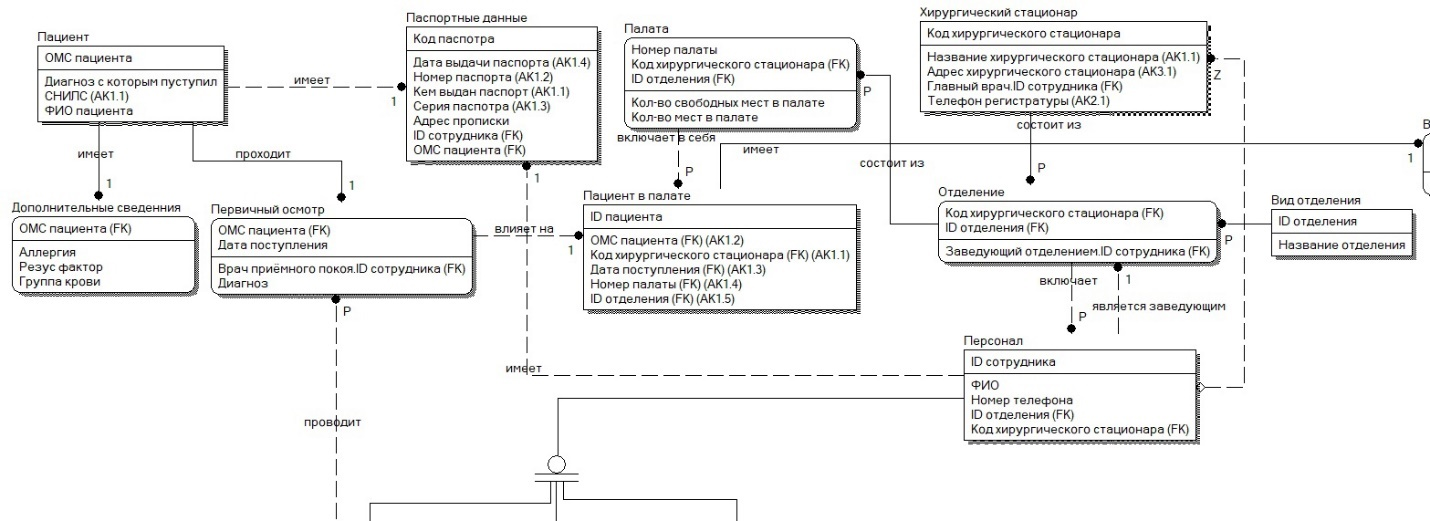 Пациент
ОМС пациента
Диагноз с которым пуступил
СНИЛС (AK1.1)
ФИО пациента
имеет
1
Паспортные данные
Код паспотра
Дата выдачи паспорта (AK1.4)
Номер паспорта (AK1.2)
Кем выдан паспорт (AK1.1)
Серия паспотра (AK1.3)
Адрес прописки
ID сотрудника (FK)
ОМС пациента (FK)
1
Палата
Номер палаты
Код хирургического стационара (FK)
ID отделения (FK)
Кол-во свободных мест в палате
Кол-во мест в палате
P
включает в себя
P
Хирургический стационар
Код хирургического стационара
Название хирургического стационара (AK1.1)
Адрес хирургического стационара (AK3.1)
Главный врач.ID сотрудника (FK)
Телефон регистратуры (AK2.1)
Z
состоит из
P
имеет
1
В
состоит из
имеет
1
проходит
1
Дополнительные сведенния
ОМС пациента (FK)
Аллергия
Резус фактор
Группа крови
Первичный осмотр
ОМС пациента (FK)
Дата поступления
Врач приёмного покоя.ID сотрудника (FK)
Диагноз
P
влияет на
1
Пациент в палате
ID пациента
ОМС пациента (FK) (AK1.2)
Код хирургического стационара (FK) (AK1.1)
Дата поступления (FK) (AK1.3)
Номер палаты (FK) (AK1.4)
ID отделения (FK) (AK1.5)
Отделение
Код хирургического стационара (FK)
ID отделения (FK)
Заведующий отделением.ID сотрудника (FK)
P
Вид отделения
ID отделения
Название отделения
включает
1
P
является заведующим
Персонал
ID сотрудника
ФИО
Номер телефона
ID отделения (FK)
Код хирургического стационара (FK)
имеет
проводит